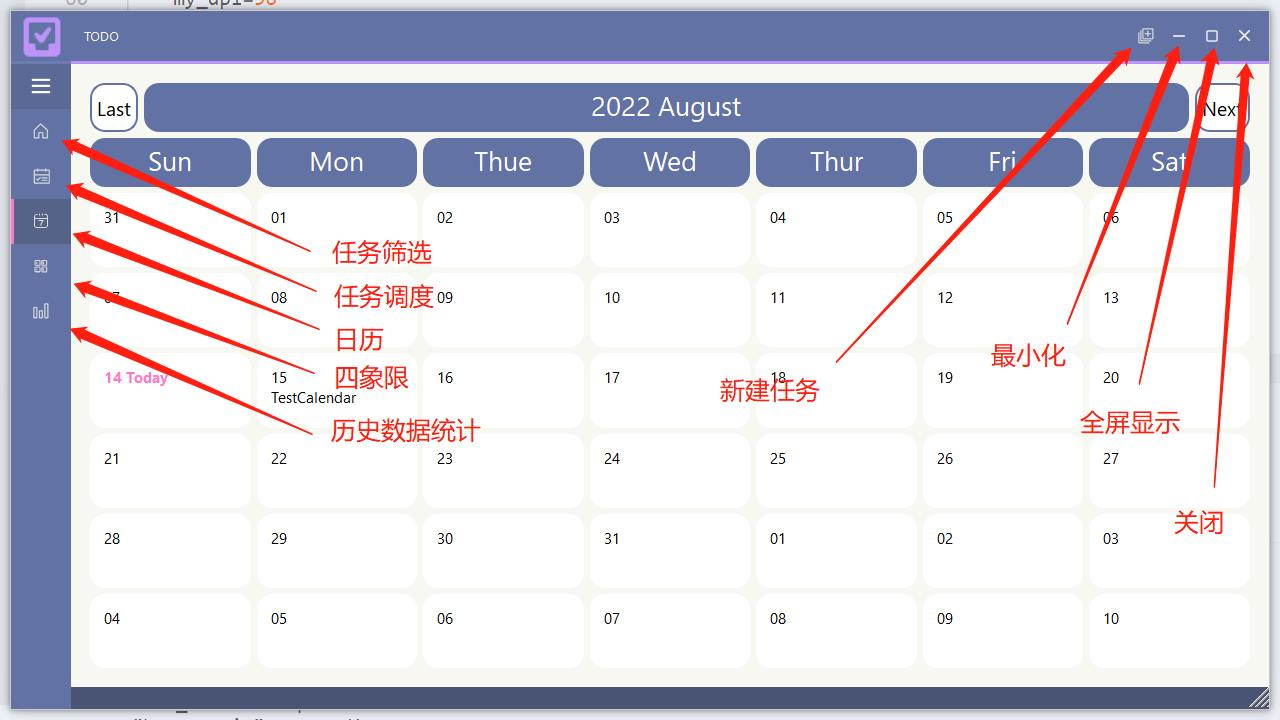 my_dpi=96
TODO
Last
2022 August
Next
Sun Mon Thue Wed Thur Fri Sat
31 01 02 03 04 05 06
任务筛选
07 08 09 10 11 12 13
任务调度
日历
最小化
14 Today 15 16 17 18 19 20
四象限
TestCalendar
新建任务
全屏显示
历史数据统计
21 22 23 24 25 26 27
关闭
28 29 30 31 01 02 03
04 05 06 07 08 09 10